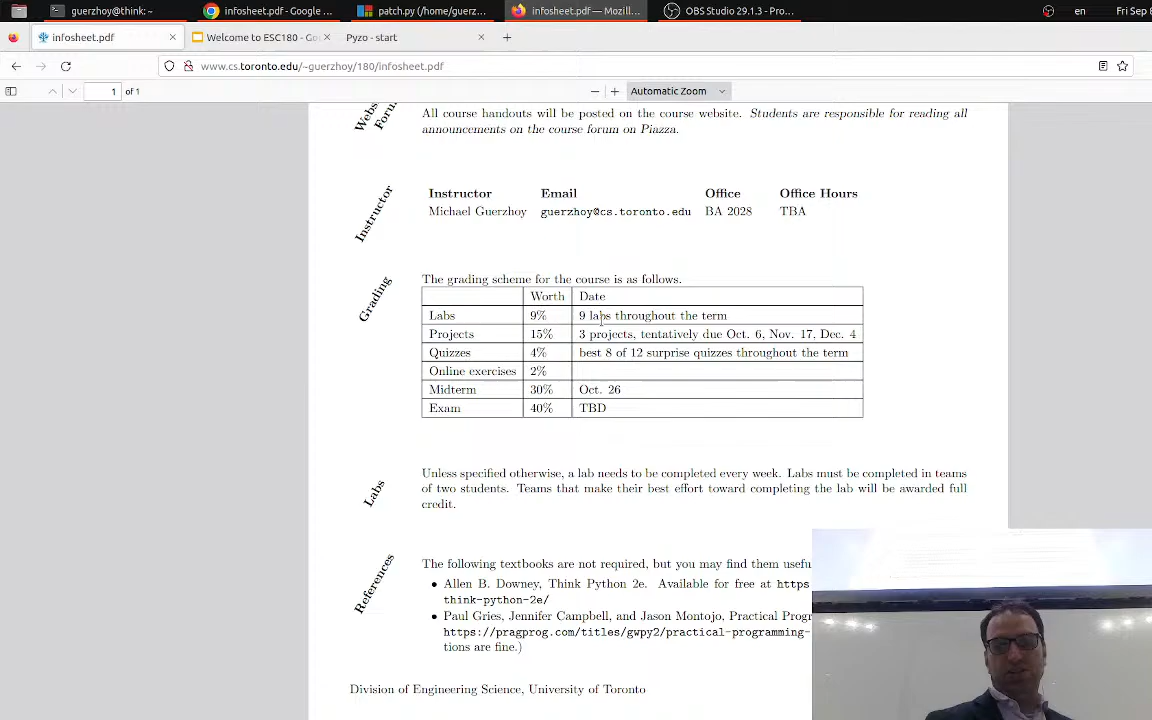 guerzhoy@think: ~
infosheet.pdf - Google ...
patch.py (/home/guerz...
infosheet.pdf — Mozill...
OBS Studio 29.1.3 - Pro...
en
Fri Sep 8
infosheet.pdf
Welcome to ESC180 - Go
Pyzo - start
www.cs.toronto.edu/~guerzhoy/180/infosheet.pdf
1 of 1
Automatic Zoom
Webs
Foru
All course handouts will be posted on the course website. Students are responsible for reading all
announcements on the course forum on Piazza.
Instructor
Instructor Email Office Office Hours
Michael Guerzhoy guerzhoy@cs.toronto.edu BA 2028 TBA
Grading
The grading scheme for the course is as follows.
Worth Date
Labs 9% 9 labs throughout the term
Projects 15% 3 projects, tentatively due Oct. 6, Nov. 17, Dec. 4
Quizzes 4% best 8 of 12 surprise quizzes throughout the term
Online exercises 2%
Midterm 30% Oct. 26
Exam 40% TBD
Labs
Unless specified otherwise, a lab needs to be completed every week. Labs must be completed in teams
of two students. Teams that make their best effort toward completing the lab will be awarded full
credit.
References
The following textbooks are not required, but you may find them usefu
• Allen B. Downey, Think Python 2e. Available for free at https
think-python-2e/
• Paul Gries, Jennifer Campbell, and Jason Montojo, Practical Progr
https://pragprog.com/titles/gwpy2/practical-programming-
tions are fine.)
Division of Engineering Science, University of Toronto